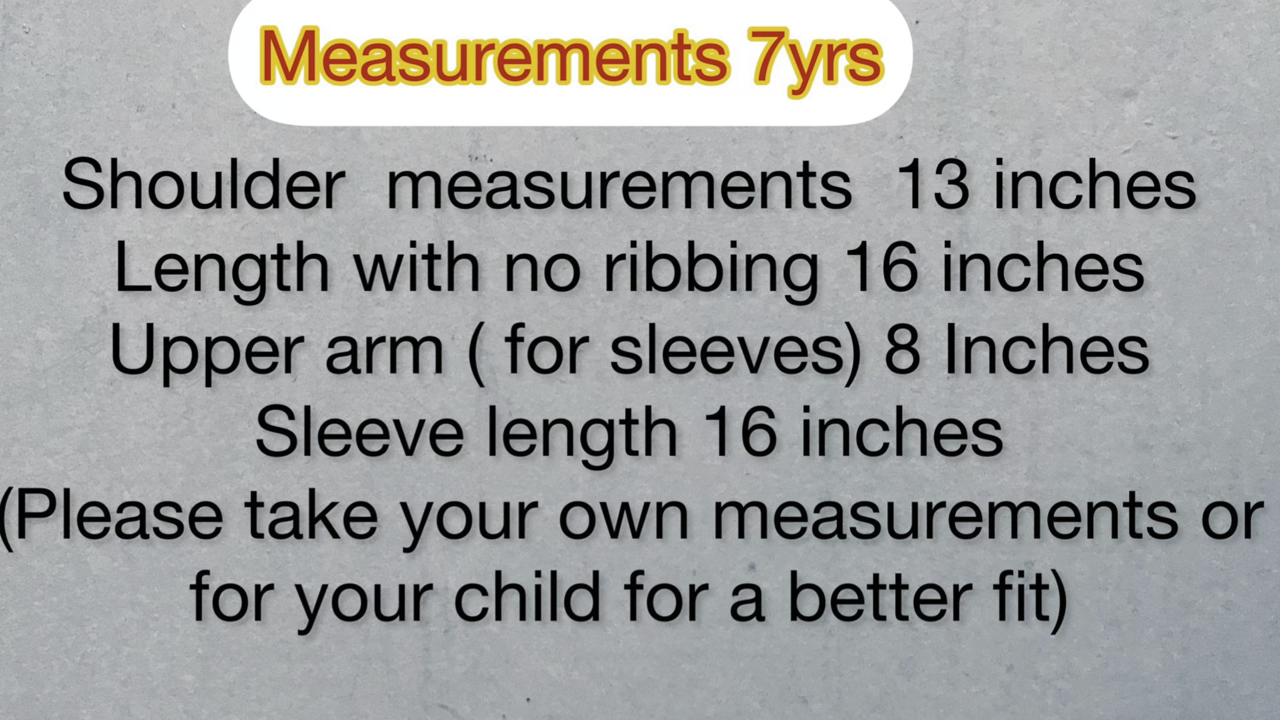 Measurements 7yrs
Shoulder measurements 13 inches
Length with no ribbing 16 inches
Upper arm ( for sleeves) 8 Inches
Sleeve length 16 inches
(Please take your own measurements or
for your child for a better fit)